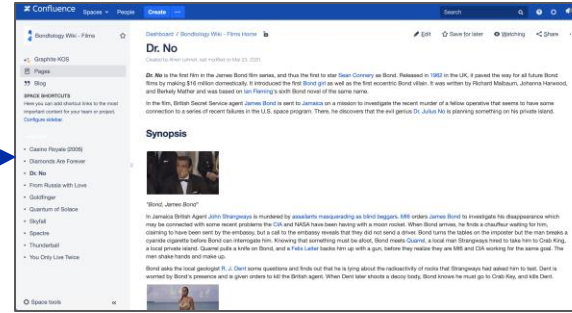 Confluence Spaces People Create ··· Search
Bondology Wiki - Films
Graphite KOS
Pages
Blog
SPACE SHORTCUTS
Here you can add shortcut links to the most
important content for your team or project.
Configure sidebar
Casino Royale (2006)
Diamonds Are Forever
Dr. No
From Russia with Love
Goldfinger
Quantum of Solace
Skyfall
Spectre
Thunderball
You Only Live Twice
Space tools
Dashboard / Bondology Wiki - Films Home
Edit Save for later Watching Share
Dr. No
Dr. No is the first film in the James Bond film series, and thus the first to star Sean Connery as Bond. Released in 1962 in the UK, it paved the way for all future Bond
films by making $16 million domestically. It introduced the first Bond girl as well as the first eccentric Bond villain. It was written by Richard Maibaum, Johanna Harwood,
and Berkely Mather and was based on Ian Fleming's sixth Bond novel of the same name.
In the film, British Secret Service agent James Bond is sent to Jamaica on a mission to investigate the recent murder of a fellow operative that seems to have some
connection to a series of recent failures in the U.S. space program. There, he discovers that the evil genius Dr. Julius No is planning something on his private island.
Synopsis
"Bond, James Bond"
In Jamaica British Agent John Strangways is murdered by assailants masquerading as blind beggars. MI6 orders James Bond to investigate his disappearance which
may be connected with some recent problems the CIA and NASA have been having with a moon rocket. When Bond arrives, he finds a chauffeur waiting for him,
claiming to have been sent by the embassy, but a call to the embassy reveals that they did not send a driver. Bond turns the tables on the imposter but the man breaks a
cyanide cigarette before Bond can interrogate him. Knowing that something must be afoot, Bond meets Quarrel, a local man Strangways hired to take him to Crab King,
a local private island. Quarrel pulls a knife on Bond, and a Felix Leiter backs him up with a gun, before they realize they are MI6 and CIA working for the same goal. The
men shake hands and make up.
Bond asks the local geologist R. J. Dent some questions and finds out that he is lying about the radioactivity of rocks that Strangways had asked him to test. Dent is
worried by Bond's presence and is given orders to kill the British agent. When Dent later shoots a decoy body, Bond knows he must go to Crab Key, and kills Dent.